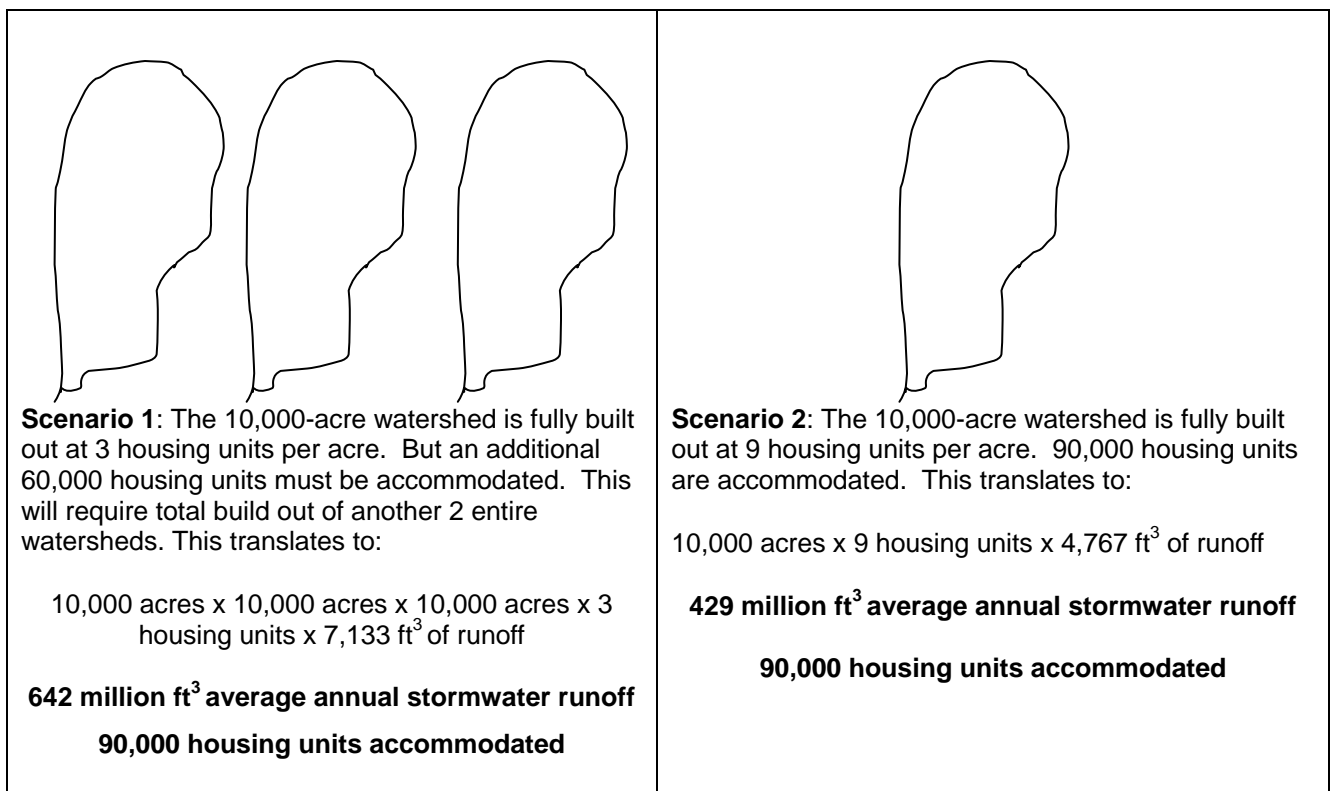 Scenario 1: The 10,000-acre watershed is fully built
out at 3 housing units per acre.  But an additional
60,000 housing units must be accommodated.  This
will require total build out of another 2 entire
watersheds. This translates to:
10,000 acres x 10,000 acres x 10,000 acres x 3
housing units x 7,133 ft³ of runoff
642 million ft³ average annual stormwater runoff
90,000 housing units accommodated
Scenario 2: The 10,000-acre watershed is fully built
out at 9 housing units per acre.  90,000 housing units
are accommodated.  This translates to:
10,000 acres x 9 housing units x 4,767 ft³ of runoff
429 million ft³ average annual stormwater runoff
90,000 housing units accommodated